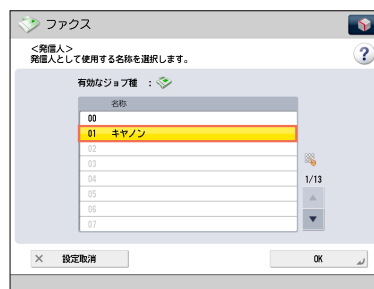 ファクス
<発信人>
発信人として使用する名称を選択します。
?
有効なジョブ種 :
名称
00
01 キヤノン
02
03
04
05
06
07
1/13
× 設定取消
OK